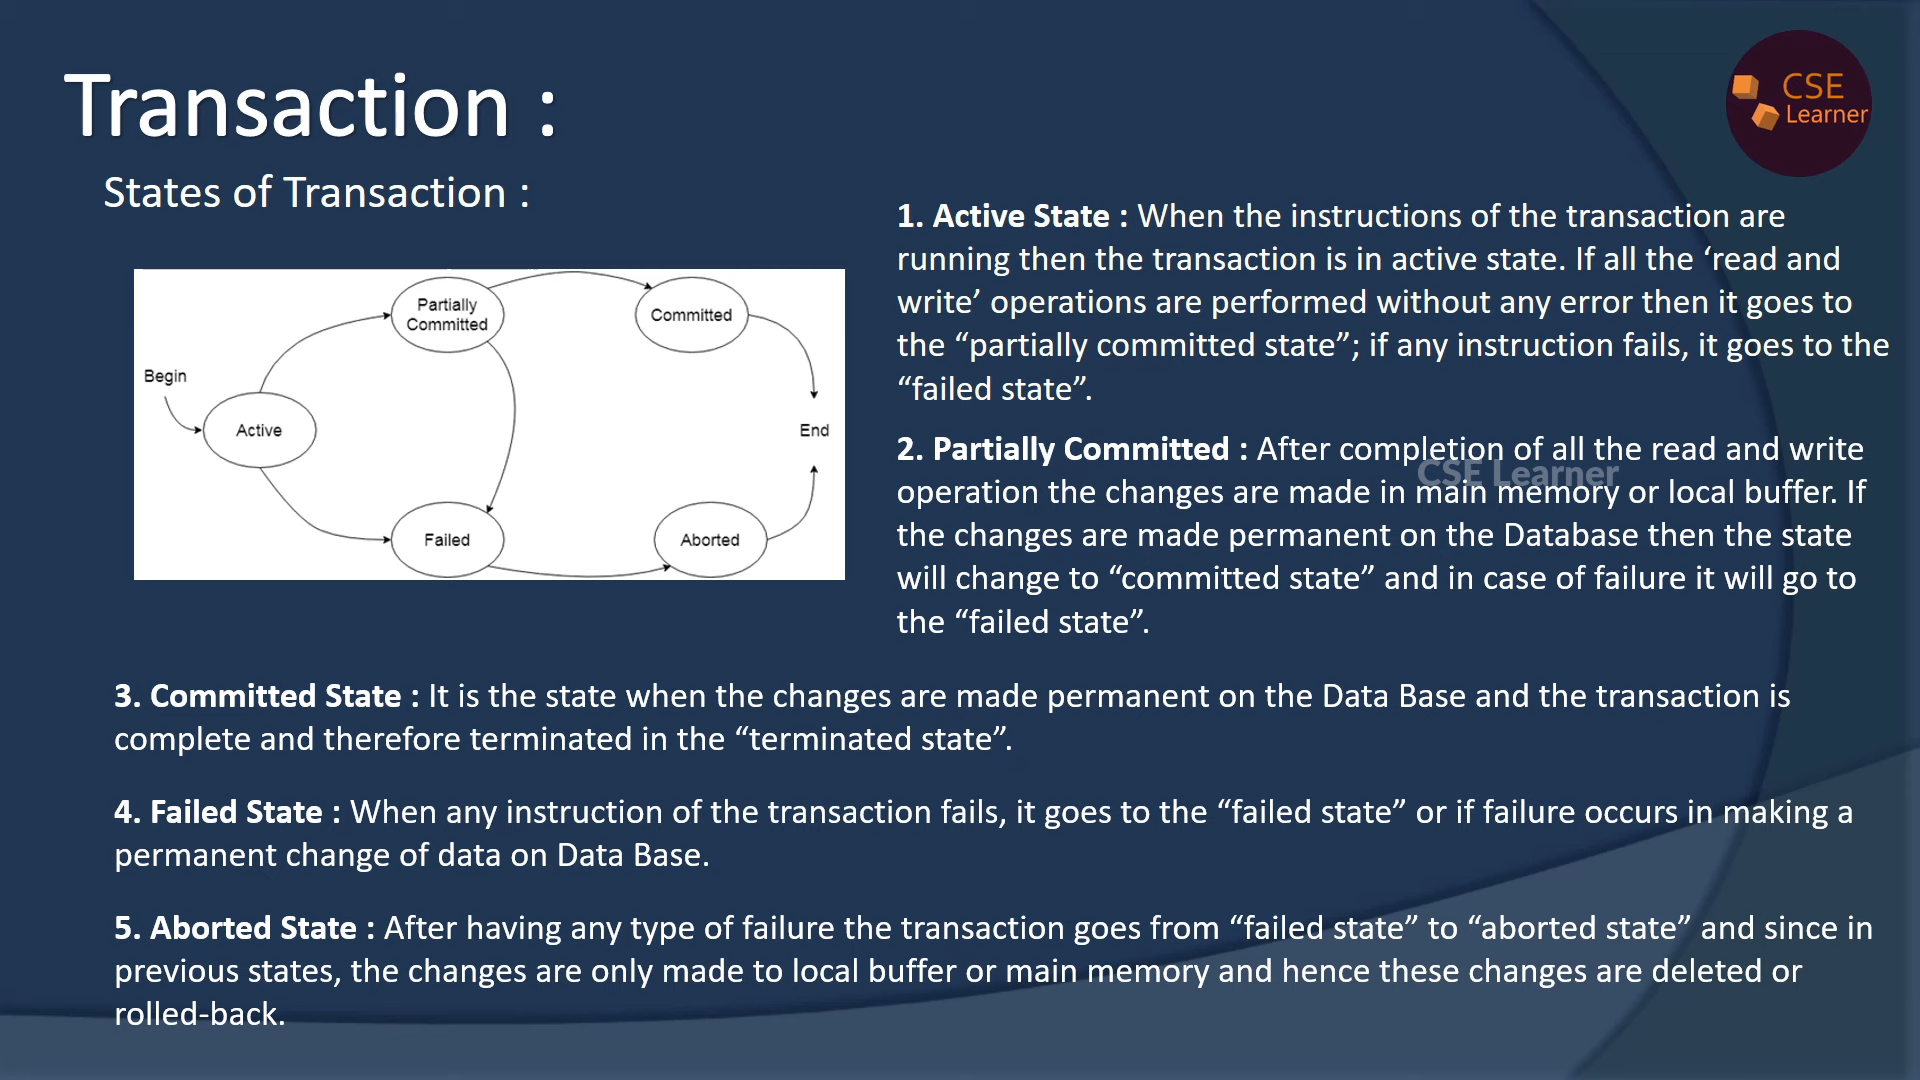 Transaction :
CSE
Learner
States of Transaction :
Partially
Committed
Committed
Begin
Active
End
Failed
Aborted
1. Active State : When the instructions of the transaction are
running then the transaction is in active state. If all the ‘read and
write’ operations are performed without any error then it goes to
the “partially committed state”; if any instruction fails, it goes to the
“failed state”.
2. Partially Committed : After completion of all the read and write
CSE Learner
operation the changes are made in main memory or local buffer. If
the changes are made permanent on the Database then the state
will change to “committed state” and in case of failure it will go to
the “failed state”.
3. Committed State : It is the state when the changes are made permanent on the Data Base and the transaction is
complete and therefore terminated in the “terminated state”.
4. Failed State : When any instruction of the transaction fails, it goes to the “failed state” or if failure occurs in making a
permanent change of data on Data Base.
5. Aborted State : After having any type of failure the transaction goes from “failed state” to “aborted state” and since in
previous states, the changes are only made to local buffer or main memory and hence these changes are deleted or
rolled-back.